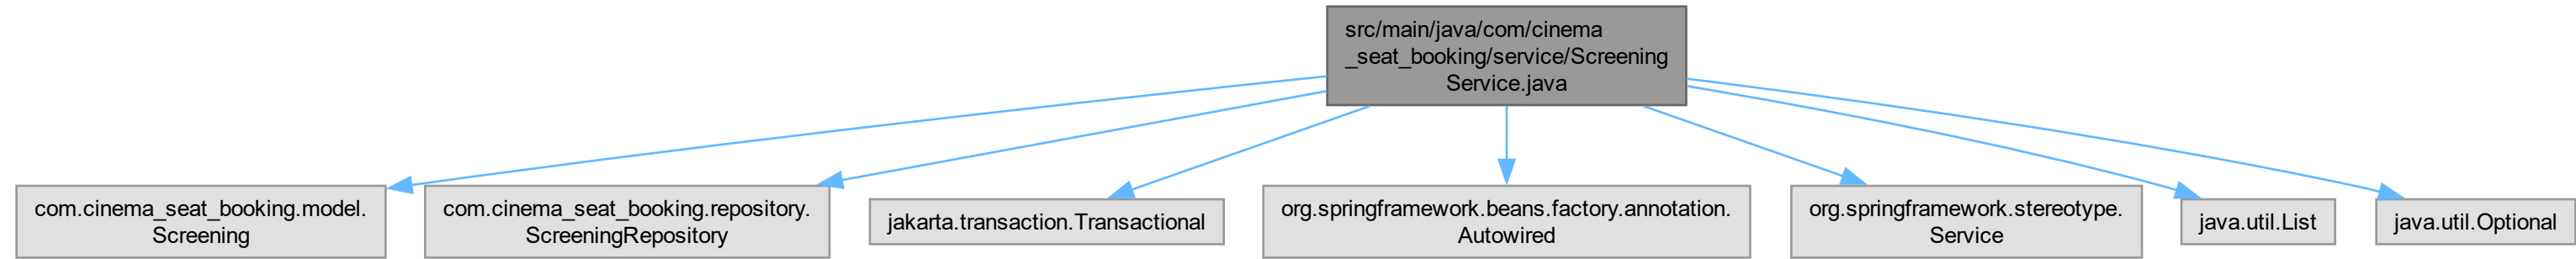 src/main/java/com/cinema
_seat_booking/service/Screening
Service.java
com.cinema_seat_booking.model.
Screening
com.cinema_seat_booking.repository.
ScreeningRepository
jakarta.transaction.Transactional
org.springframework.beans.factory.annotation.
Autowired
org.springframework.stereotype.
Service
java.util.List
java.util.Optional